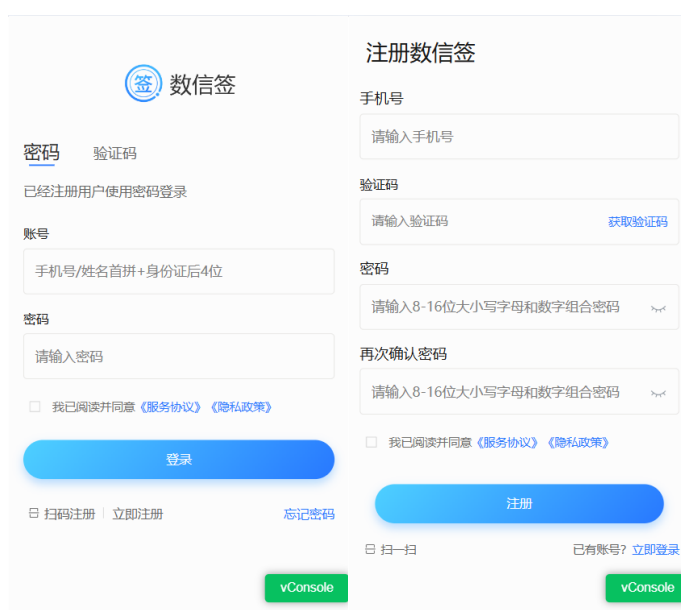 签 数信签
密码 验证码
已经注册用户使用密码登录
账号
手机号/姓名首拼+身份证后4位
密码
请输入密码
我已阅读并同意《服务协议》《隐私政策》
登录
扫码注册 立即注册 忘记密码
vConsole
注册数信签
手机号
请输入手机号
验证码
请输入验证码 获取验证码
密码
请输入8-16位大小写字母和数字组合密码
再次确认密码
请输入8-16位大小写字母和数字组合密码
我已阅读并同意《服务协议》《隐私政策》
注册
扫一扫 已有账号? 立即登录
vConsole